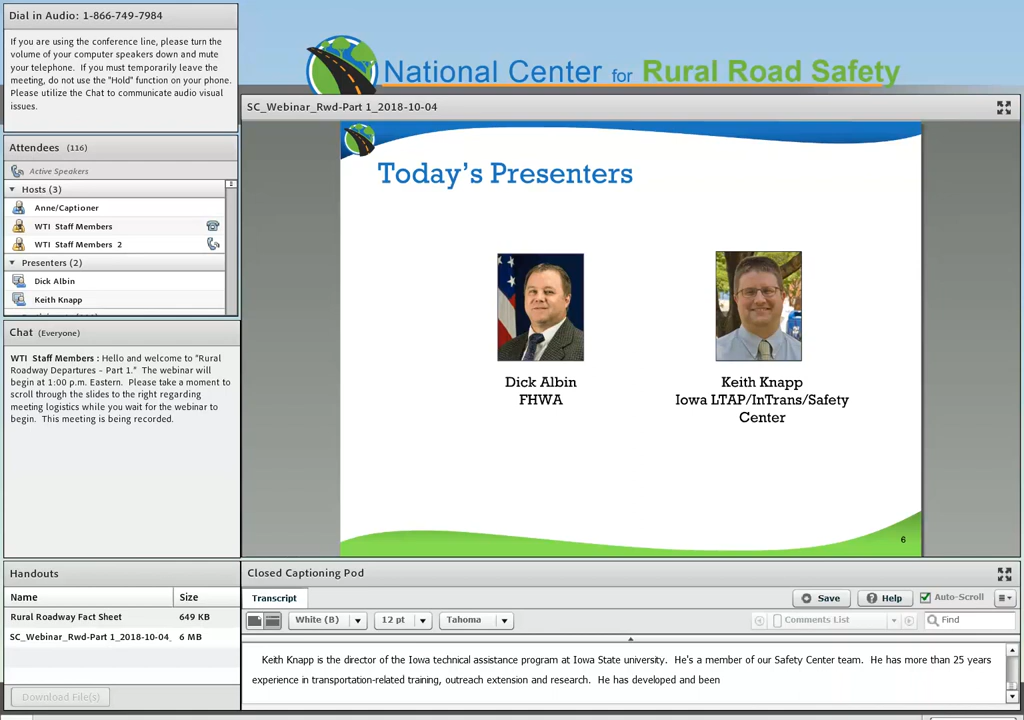 Dial in Audio: 1-866-749-7984
If you are using the conference line, please turn the
volume of your computer speakers down and mute
your telephone. If you must temporarily leave the
meeting, do not use the "Hold" function on your phone.
Please utilize the Chat to communicate audio visual
issues.
National Center for Rural Road Safety
Attendees (116)
Active Speakers
Hosts (3)
Anne/Captioner
WTI Staff Members
WTI Staff Members 2
Presenters (2)
Dick Albin
Keith Knapp
Chat (Everyone)
WTI Staff Members : Hello and welcome to "Rural
Roadway Departures - Part 1." The webinar will
begin at 1:00 p.m. Eastern. Please take a moment to
scroll through the slides to the right regarding
meeting logistics while you wait for the webinar to
begin. This meeting is being recorded.
Handouts
Name Size
Rural Roadway Fact Sheet 649 KB
SC_Webinar_Rwd-Part 1_2018-10-04_ 6 MB
Download File(s)
SC_Webinar_Rwd-Part 1_2018-10-04
Today's Presenters
Dick Albin
FHWA
Keith Knapp
Iowa LTAP/InTrans/Safety
Center
6
Closed Captioning Pod
Transcript Save Help Auto-Scroll
White (B) 12 pt Tahoma Comments List Find
Keith Knapp is the director of the Iowa technical assistance program at Iowa State university. He's a member of our Safety Center team. He has more than 25 years
experience in transportation-related training, outreach extension and research. He has developed and been